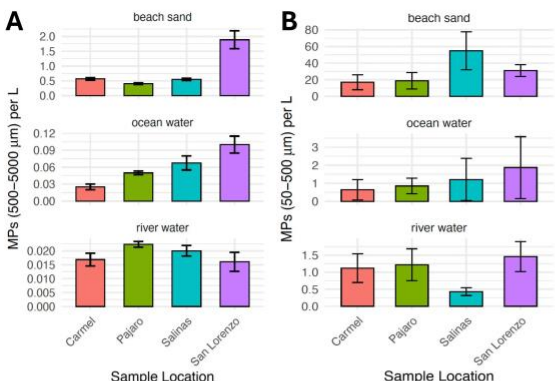 A
beach sand
2.0
1.5
1.0
0.5
0.0
ocean water
0.12
0.09
0.06
0.03
0.00
river water
0.020
0.015
0.010
0.005
0.000
MPs (500−5000 μm) per L
Carmel
Pajaro
Salinas
San Lorenzo
Sample Location
B
beach sand
80
60
40
20
0
ocean water
3
2
1
0
river water
1.5
1.0
0.5
0.0
MPs (50−500 μm) per L
Carmel
Pajaro
Salinas
San Lorenzo
Sample Location